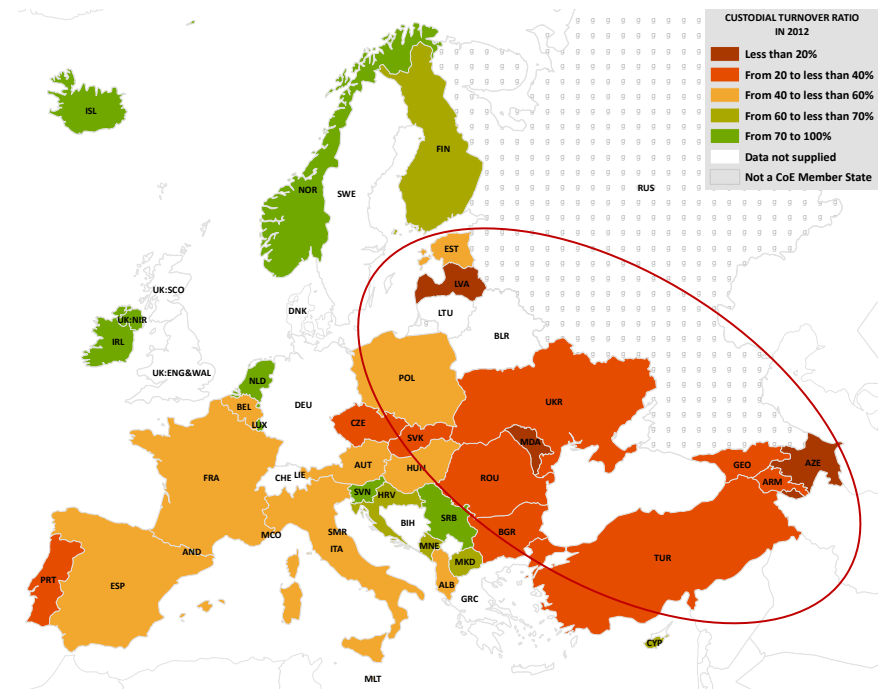 CUSTODIAL TURNOVER RATIO
IN 2012
Less than 20%
From 20 to less than 40%
From 40 to less than 60%
From 60 to less than 70%
From 70 to 100%
Data not supplied
Not a CoE Member State
ISL
FIN
RUS
NOR
SWE
EST
LVA
UK:SCO
DNK
LTU
UK:NIR
BLR
IRL
UK:ENG&WAL
NLD
POL
DEU
BEL
UKR
CZE
LUX
SVK
MDA
AUT
HUN
GEO
AZE
FRA
CHE
LIE
ROU
ARM
SVN
HRV
SRB
BIH
MCO
SMR
BGR
ITA
MNE
AND
MKD
TUR
PRT
ESP
ALB
GRC
CYP
MLT